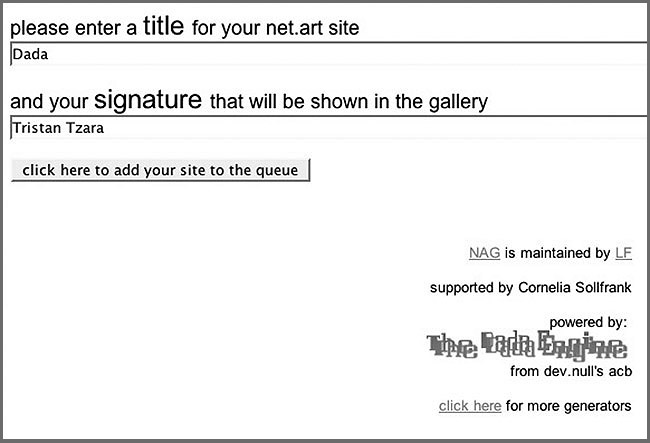 please enter a title for your net.art site
Dada
and your signature that will be shown in the gallery
Tristan Tzara
click here to add your site to the queue
NAG is maintained by LF
supported by Cornelia Sollfrank
powered by:
The Dada Engine
from dev.null's acb
click here for more generators